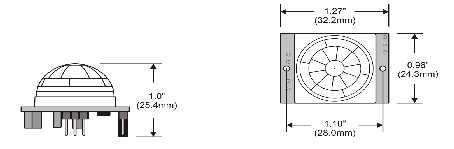 1.27"
(32.2mm)
1.0"
(25.4mm)
0.96"
(24.3mm)
1.10"
(28.0mm)